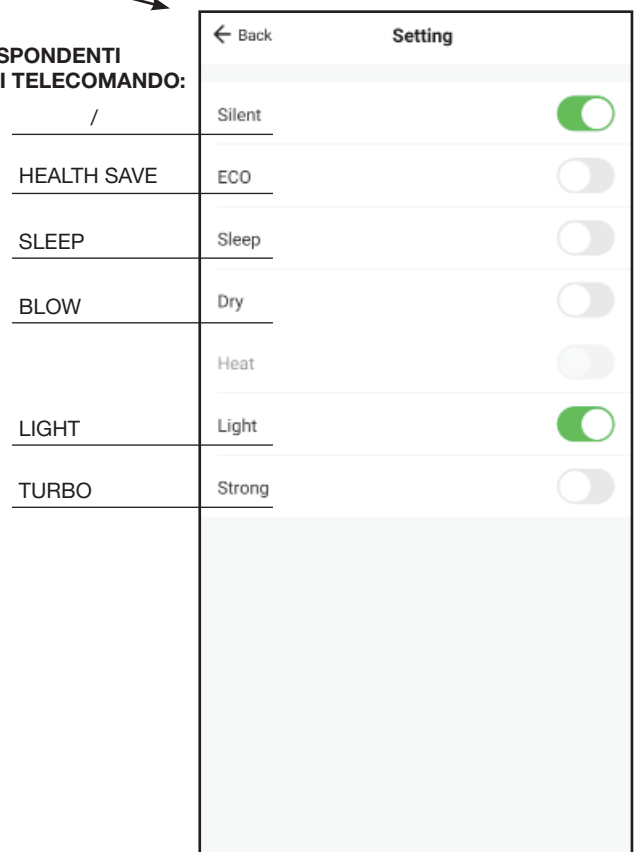 ← Back Setting
SPONDENTI
I TELECOMANDO:
/ Silent
HEALTH SAVE ECO
SLEEP Sleep
BLOW Dry
Heat
LIGHT Light
TURBO Strong